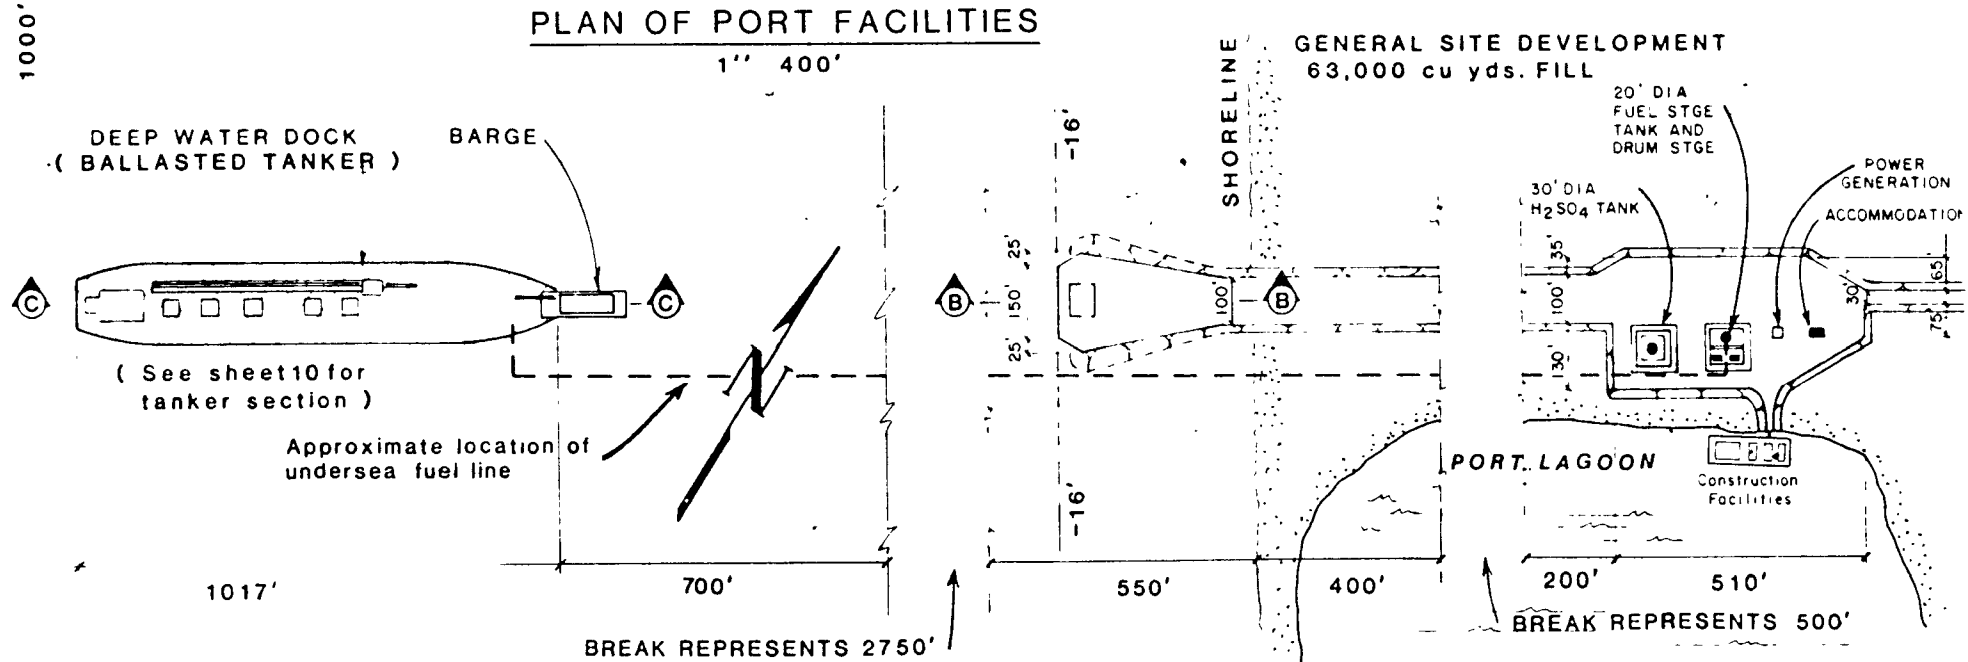 1000'
PLAN OF PORT FACILITIES
1'' 400'
DEEP WATER DOCK
( BALLASTED TANKER )
BARGE
C
C
( See sheet 10 for
tanker section )
Approximate location of
undersea fuel line
N
1017'
700'
BREAK REPRESENTS 2750'
-16'
-16'
25'
150'
25'
100'
B
B
SHORELINE
550'
400'
GENERAL SITE DEVELOPMENT
63,000 cu yds. FILL
20' DIA
FUEL STGE
TANK AND
DRUM STGE
30' DIA
H2SO4 TANK
POWER
GENERATION
ACCOMMODATION
35'
100'
130'
30'
65'
75'
PORT LAGOON
Construction
Facilities
200'
510'
BREAK REPRESENTS 500'